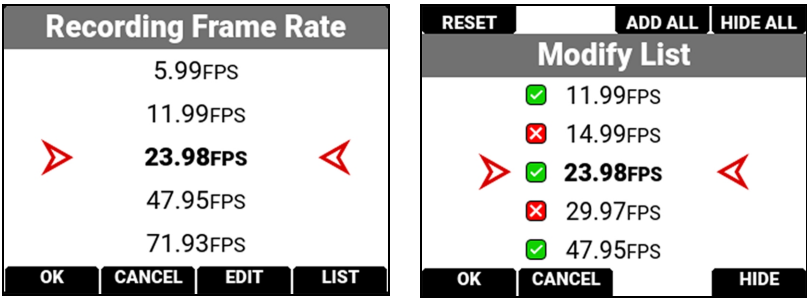 Recording Frame Rate
5.99FPS
11.99FPS
23.98FPS
47.95FPS
71.93FPS
OK CANCEL EDIT LIST
RESET ADD ALL HIDE ALL
Modify List
11.99FPS
14.99FPS
23.98FPS
29.97FPS
47.95FPS
OK CANCEL HIDE